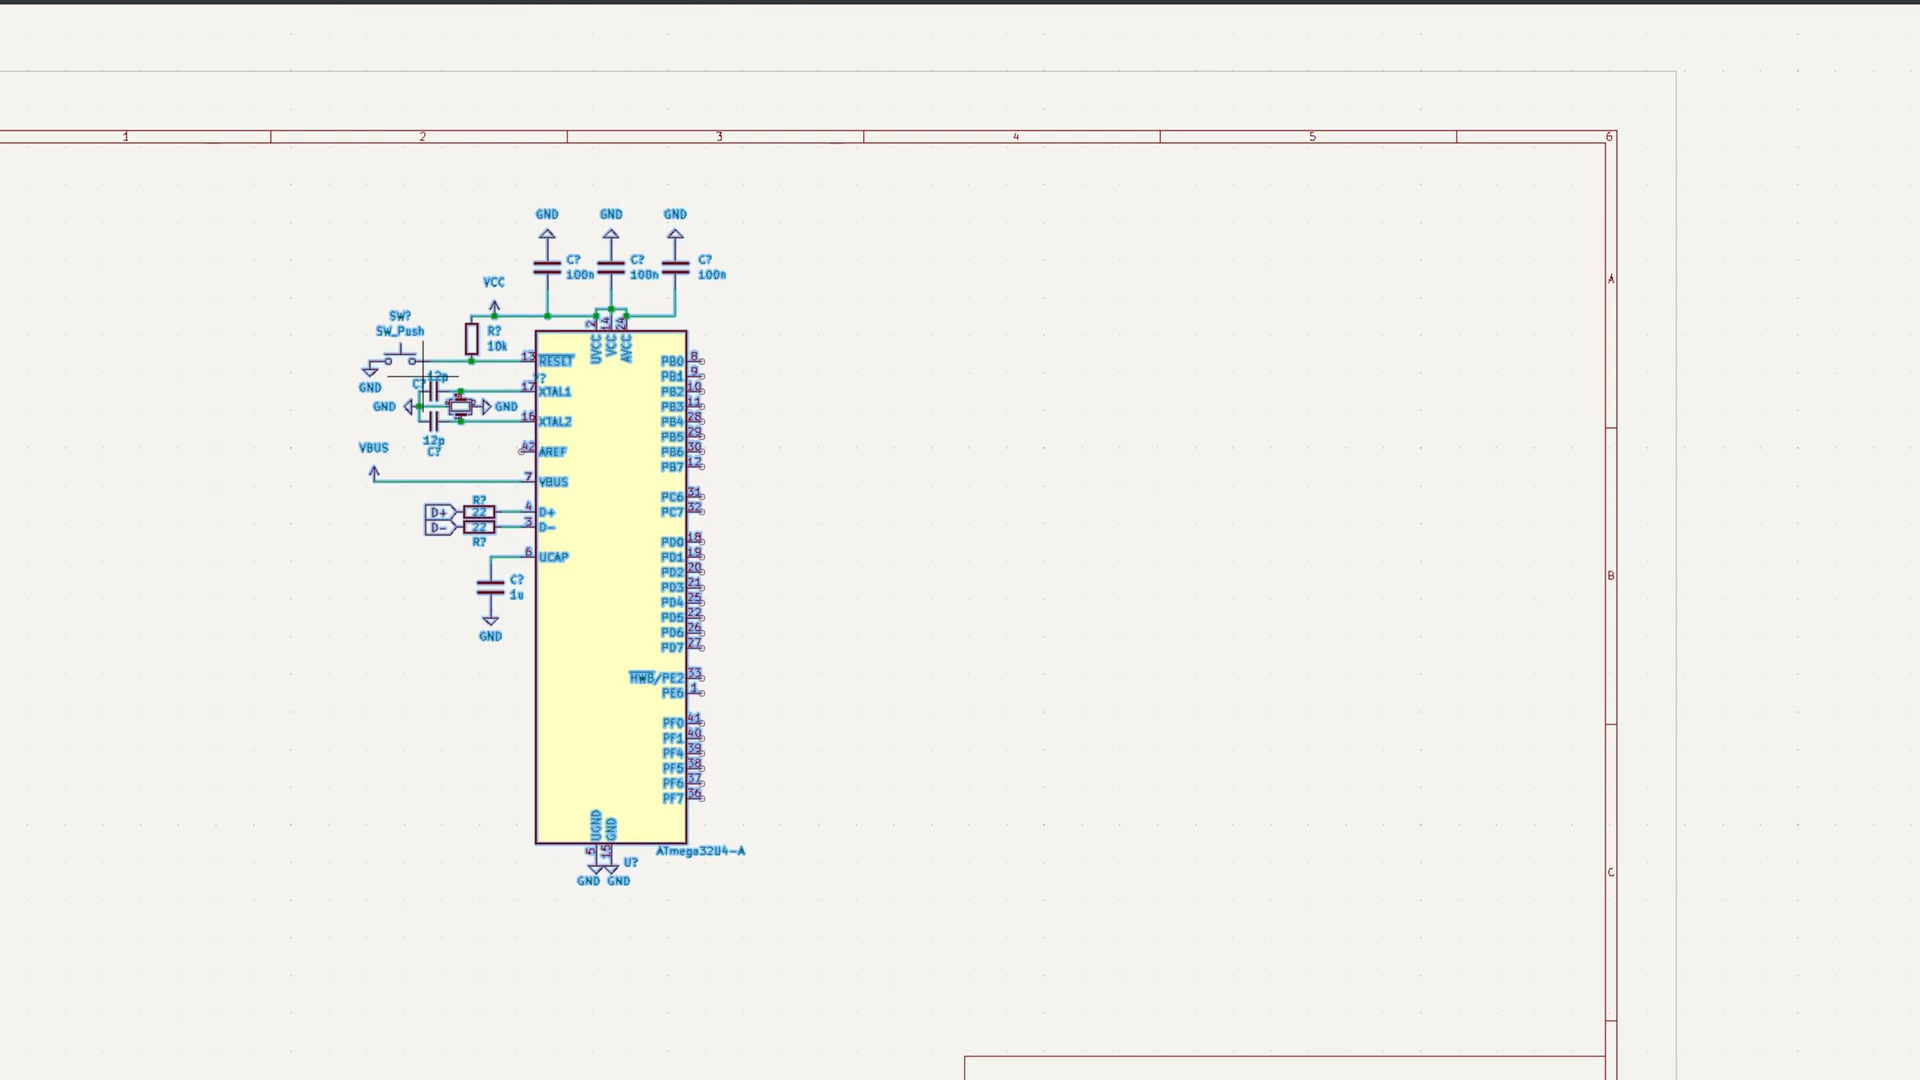 1 2 3 4 5 6
GND GND GND
C? C? C?
100n 100n 100n
VCC
A
SW?
SW_Push
R?
10k
2 14 24
UVCC VCC AVCC
13 RESET
GND
12p
C?
Y?
17 XTAL1
GND GND
16 XTAL2
12p
C?
VBUS
42 AREF
7 VBUS
R?
D+ 22 4 D+
D- 22 3 D-
R?
6 UCAP
C?
1u
GND
PB0 8
PB1 9
PB2 10
PB3 11
PB4 28
PB5 29
PB6 30
PB7 12
PC6 31
PC7 32
PD0 18
PD1 19
PD2 20
PD3 21
PD4 25
PD5 22
PD6 26
PD7 27
B
HWB/PE2 33
PE6 1
PF0 41
PF1 40
PF4 39
PF5 38
PF6 37
PF7 36
UGND GND
5 15
ATmega32U4-A
U?
GND GND
C